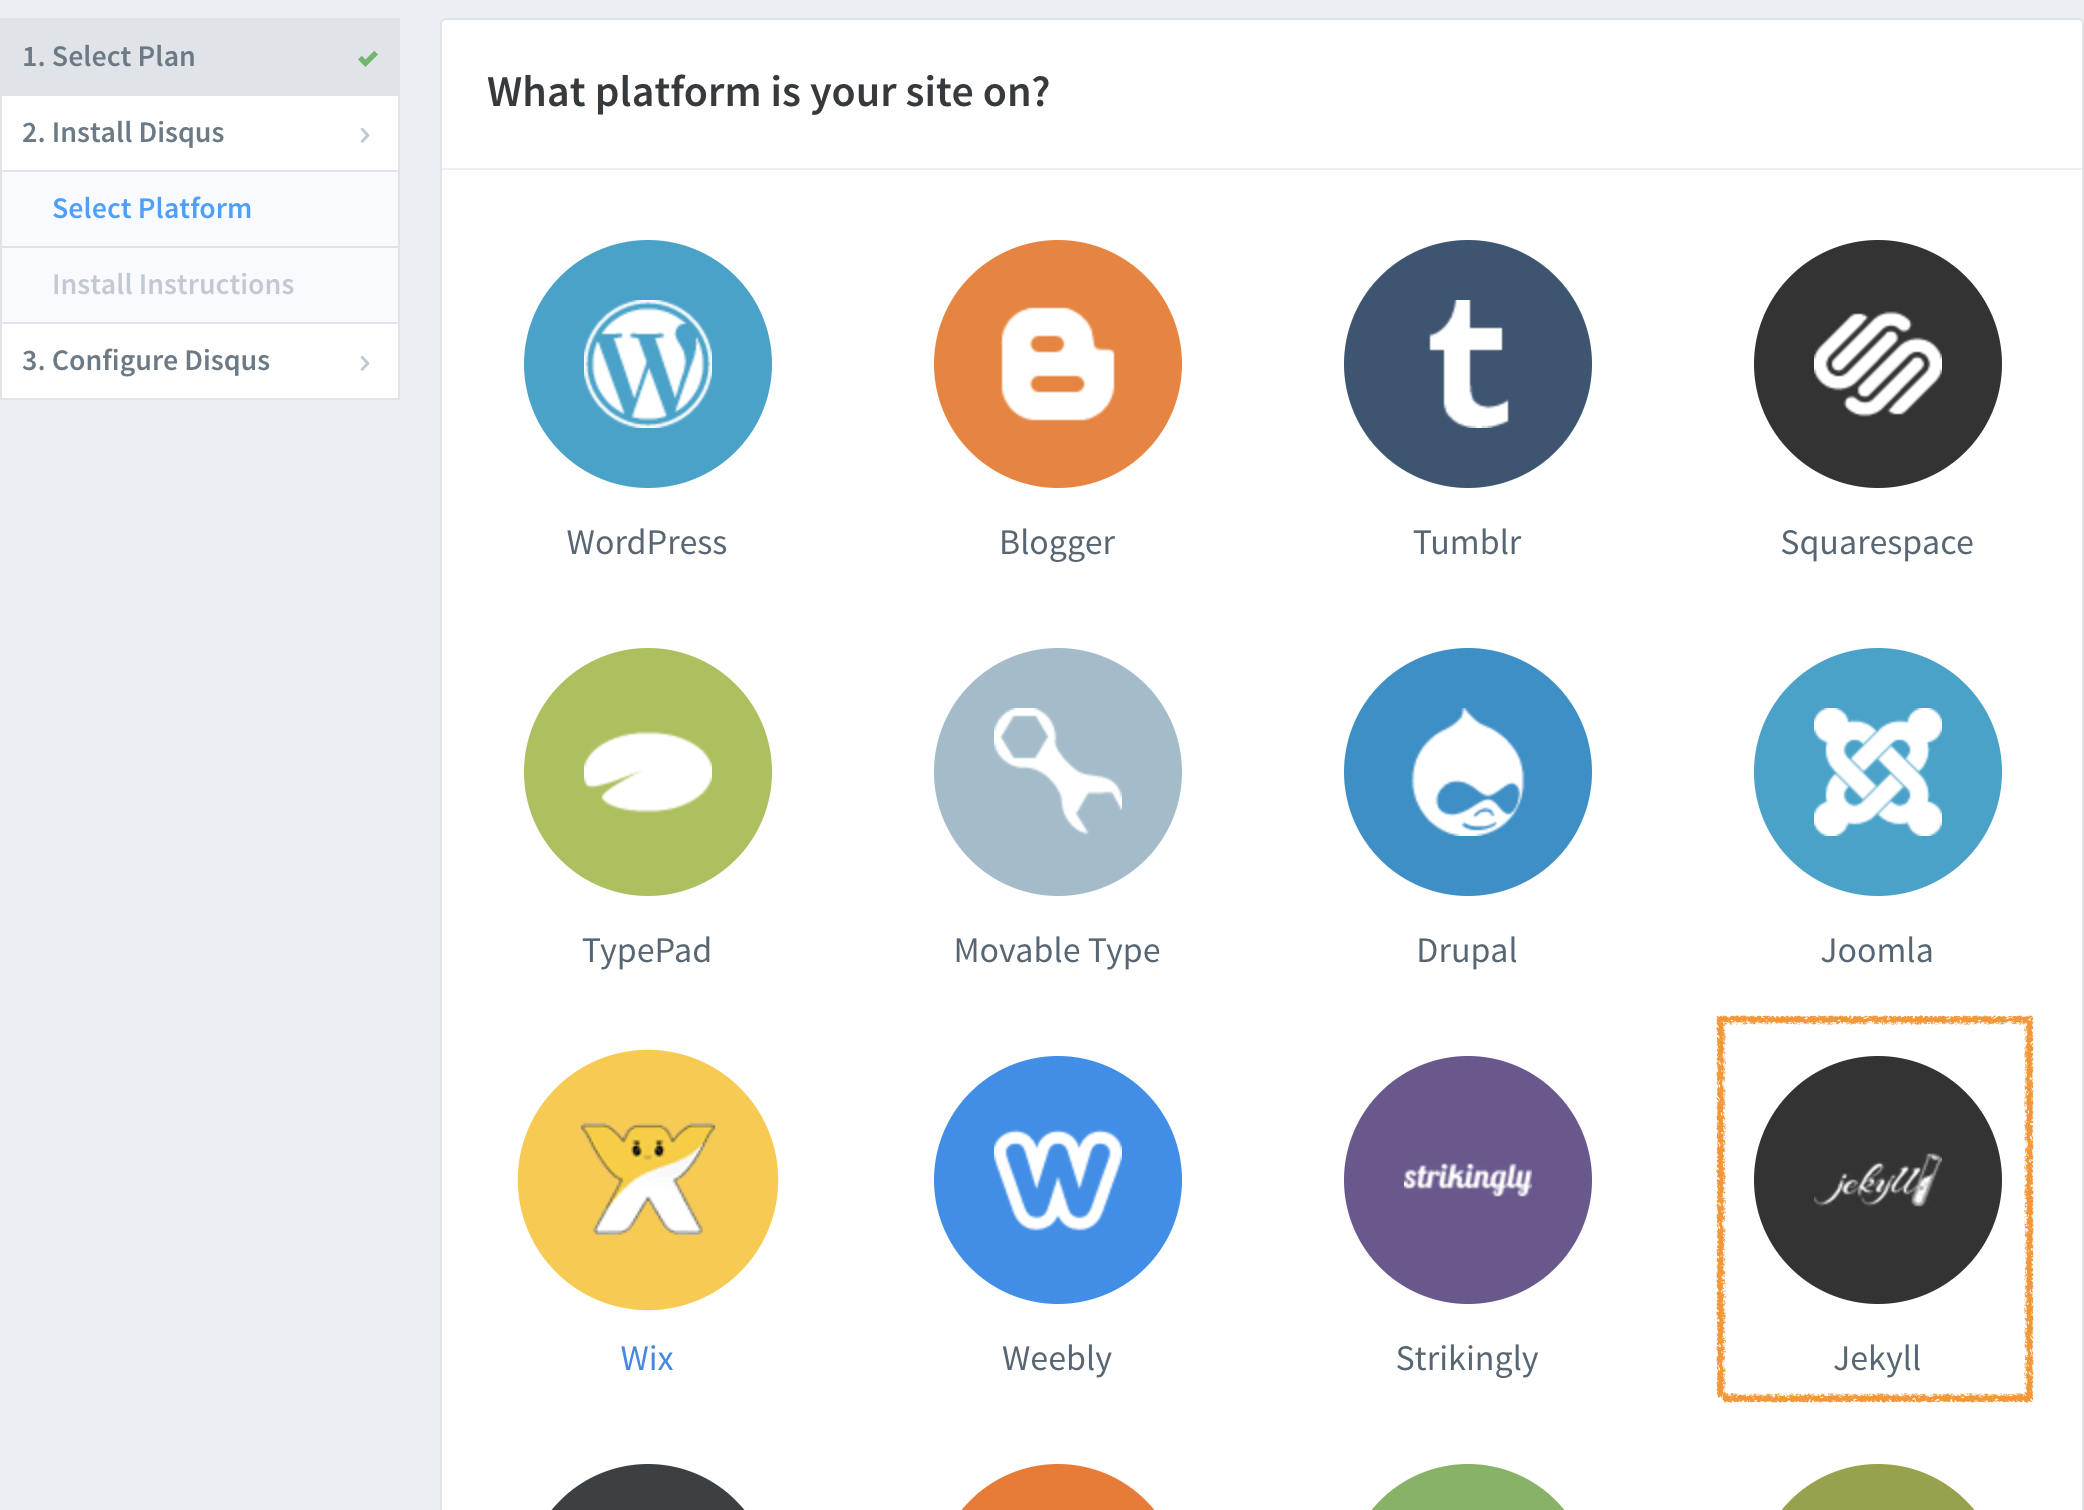 1. Select Plan
2. Install Disqus
Select Platform
Install Instructions
3. Configure Disqus
What platform is your site on?
WordPress
Blogger
Tumblr
Squarespace
TypePad
Movable Type
Drupal
Joomla
strikingly
jekyll
Wix
Weebly
Strikingly
Jekyll